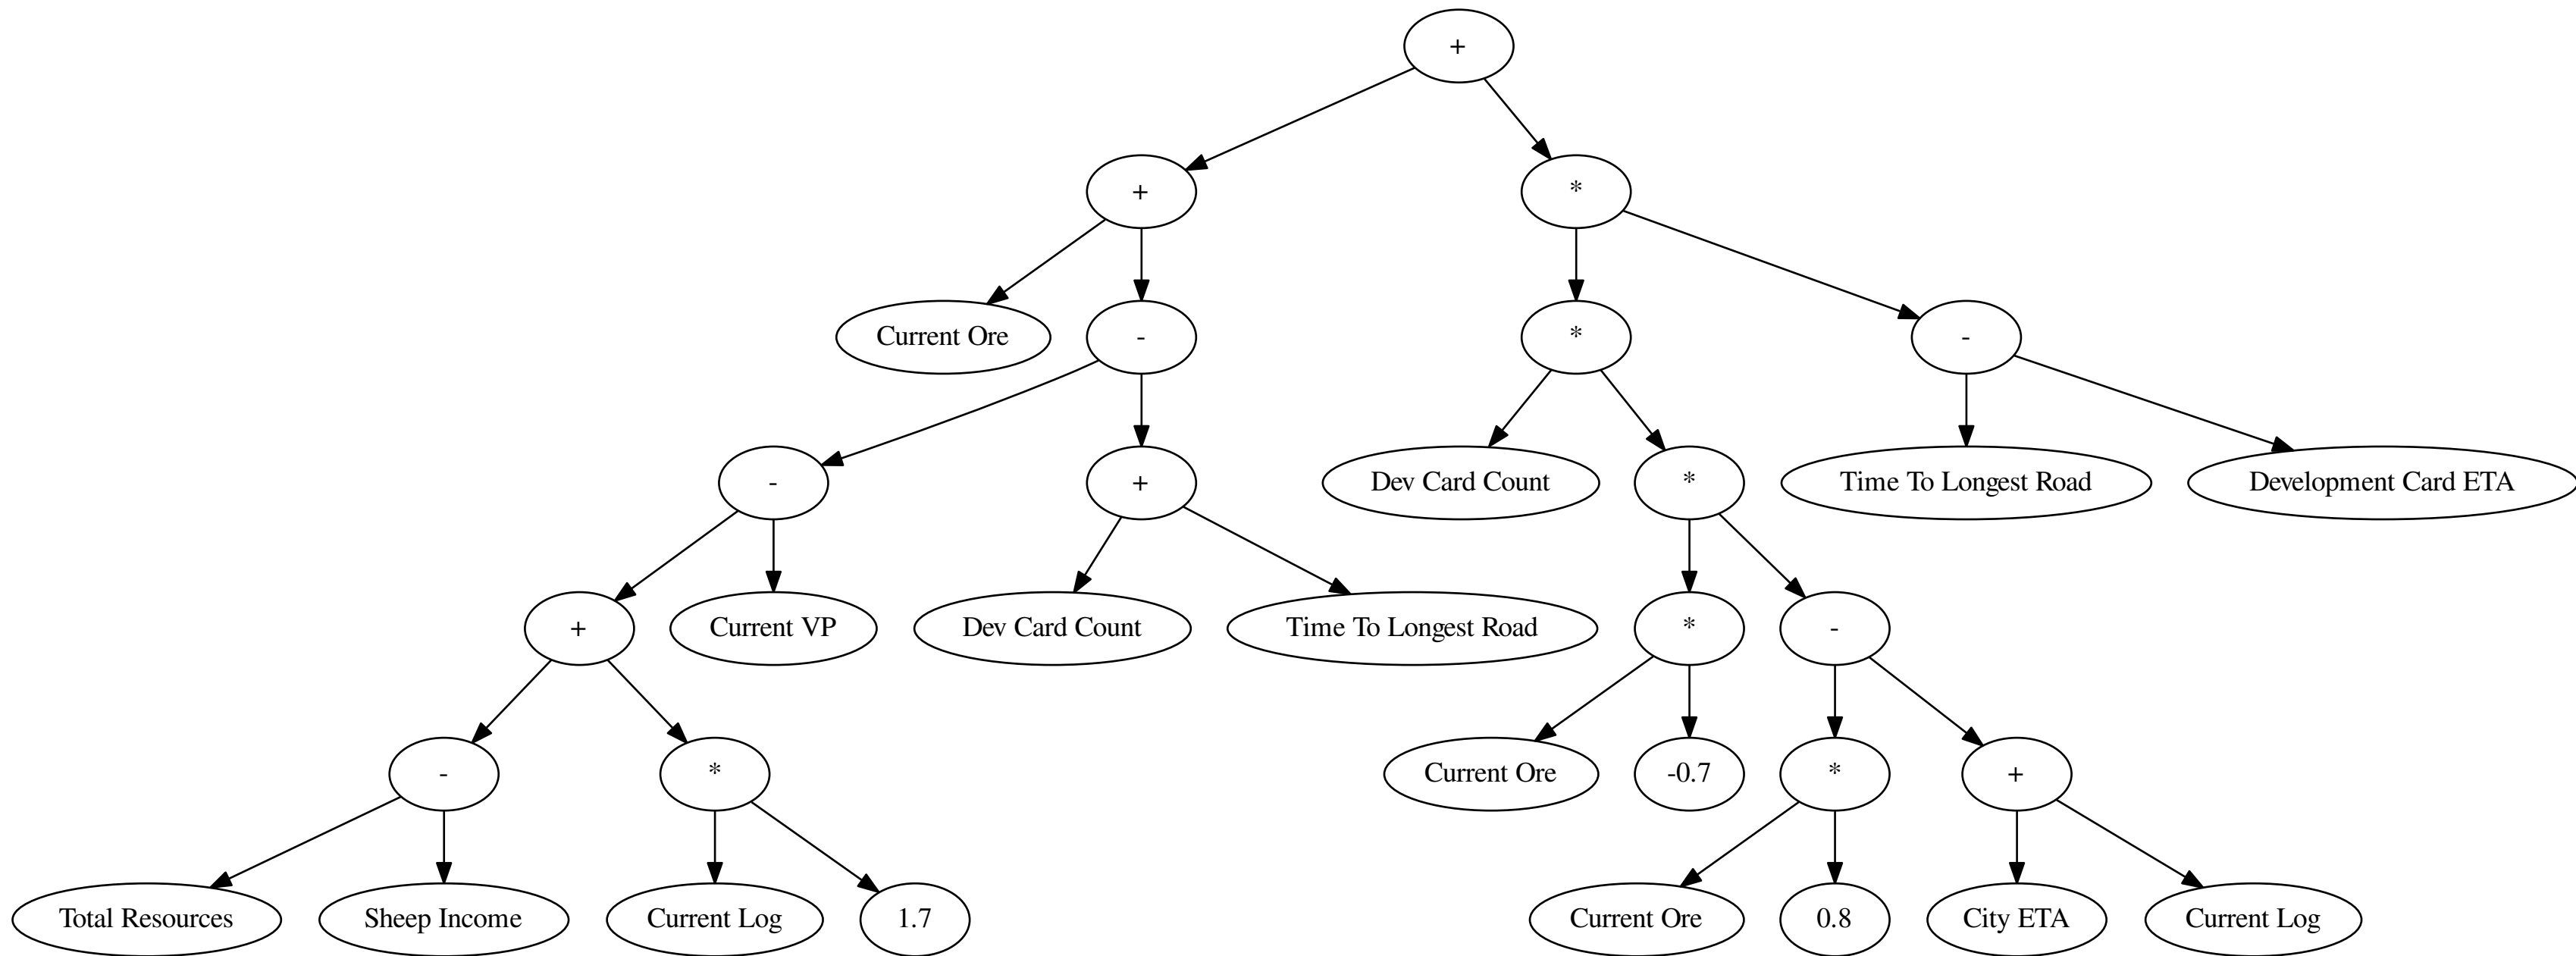 +
+
*
Current Ore
-
*
-
-
+
Dev Card Count
*
Time To Longest Road
Development Card ETA
+
Current VP
Dev Card Count
Time To Longest Road
*
-
-
*
Current Ore
-0.7
*
+
Total Resources
Sheep Income
Current Log
1.7
Current Ore
0.8
City ETA
Current Log